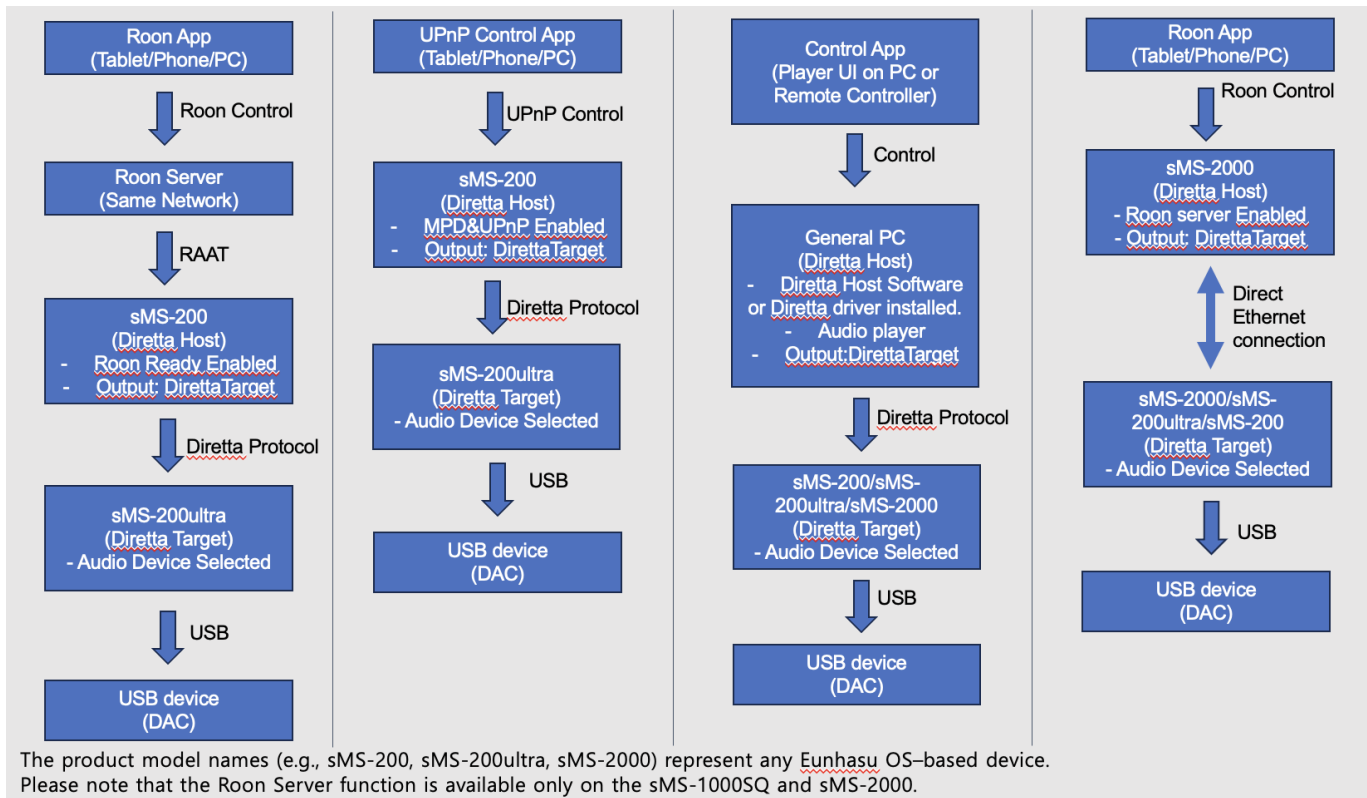 Roon App
(Tablet/Phone/PC)
Roon Control
Roon Server
(Same Network)
RAAT
sMS-200
(Diretta Host)
- Roon Ready Enabled
- Output: DirettaTarget
Diretta Protocol
sMS-200ultra
(Diretta Target)
- Audio Device Selected
USB
USB device
(DAC)
UPnP Control App
(Tablet/Phone/PC)
UPnP Control
sMS-200
(Diretta Host)
- MPD&UPnP Enabled
- Output: DirettaTarget
Diretta Protocol
sMS-200ultra
(Diretta Target)
- Audio Device Selected
USB
USB device
(DAC)
Control App
(Player UI on PC or
Remote Controller)
Control
General PC
(Diretta Host)
- Diretta Host Software
or Diretta driver installed.
- Audio player
- Output:DirettaTarget
Diretta Protocol
sMS-200/sMS-
200ultra/sMS-2000
(Diretta Target)
- Audio Device Selected
USB
USB device
(DAC)
Roon App
(Tablet/Phone/PC)
Roon Control
sMS-2000
(Diretta Host)
- Roon server Enabled
- Output: DirettaTarget
Direct
Ethernet
connection
sMS-2000/sMS-
200ultra/sMS-200
(Diretta Target)
- Audio Device Selected
USB
USB device
(DAC)
The product model names (e.g., sMS-200, sMS-200ultra, sMS-2000) represent any Eunhasu OS–based device.
Please note that the Roon Server function is available only on the sMS-1000SQ and sMS-2000.